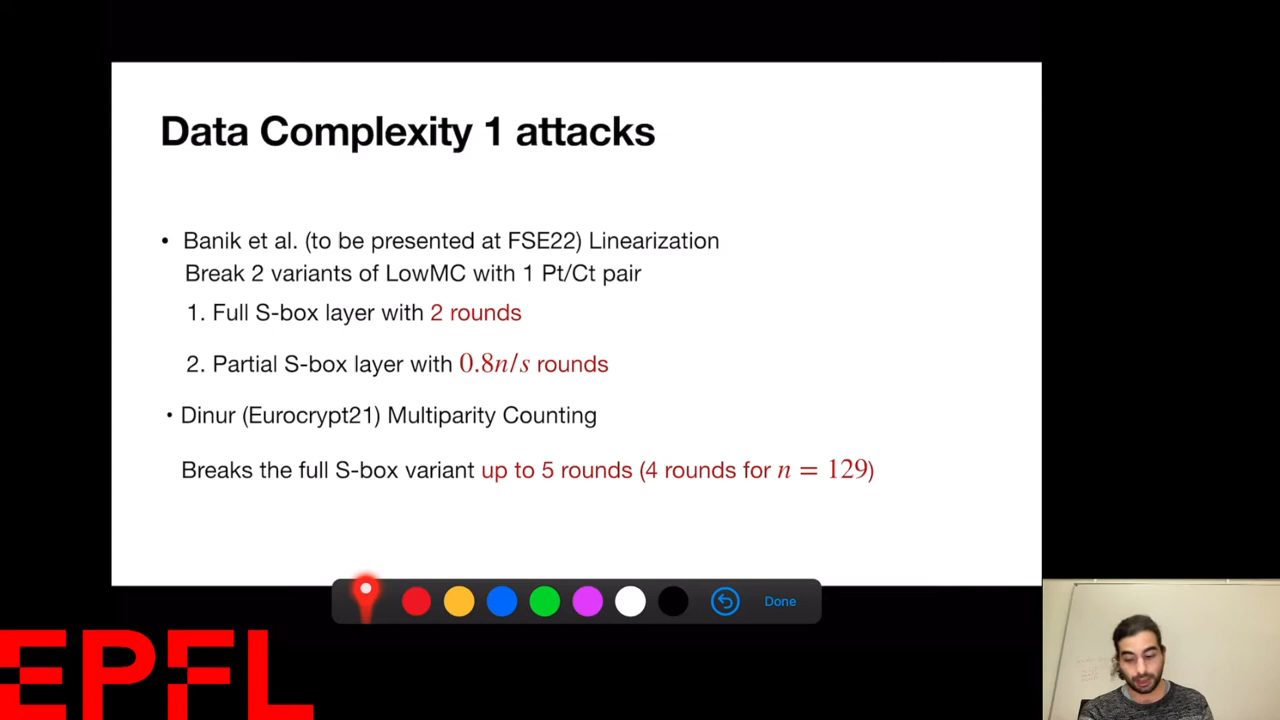 Data Complexity 1 attacks
• Banik et al. (to be presented at FSE22) Linearization
Break 2 variants of LowMC with 1 Pt/Ct pair
1. Full S-box layer with 2 rounds
2. Partial S-box layer with 0.8n/s rounds
• Dinur (Eurocrypt21) Multiparity Counting
Breaks the full S-box variant up to 5 rounds (4 rounds for n = 129)
Done
EPFL